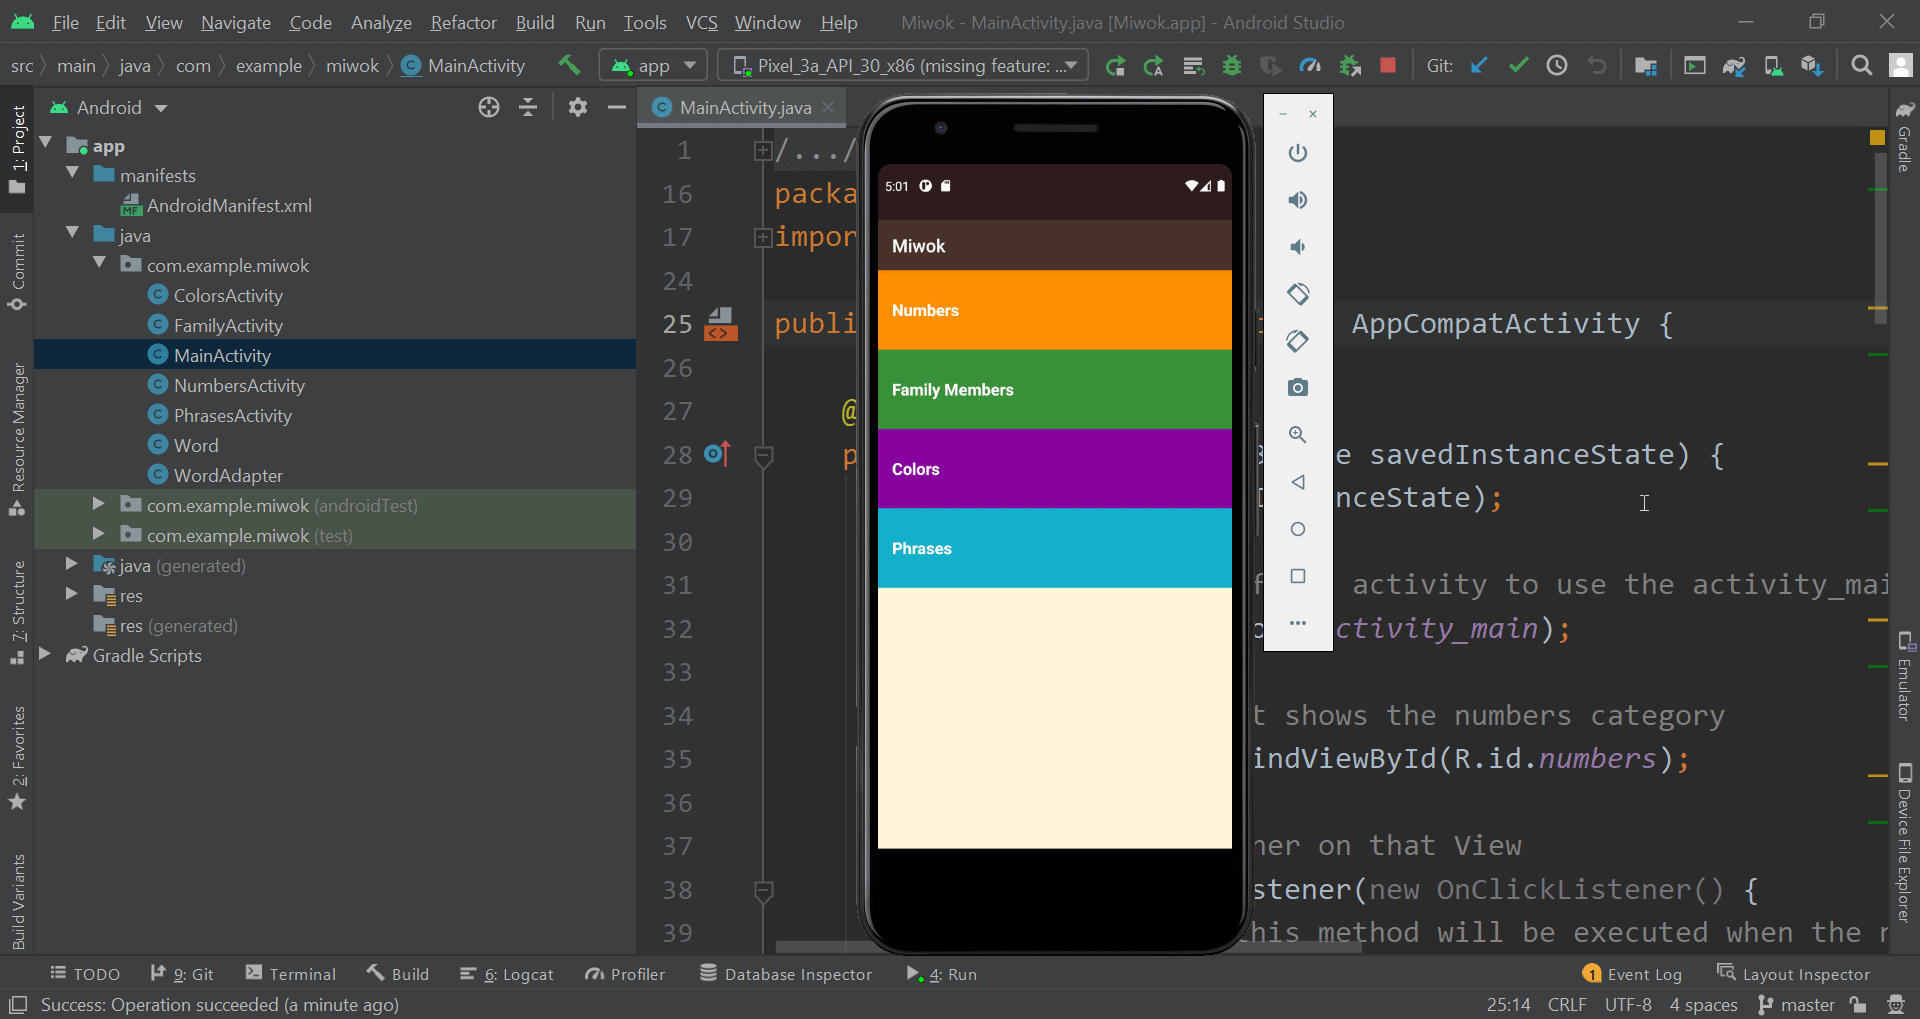 File Edit View Navigate Code Analyze Refactor Build Run Tools VCS Window Help Miwok - MainActivity.java [Miwok.app] - Android Studio
src main java com example miwok MainActivity app Pixel_3a_API_30_x86 (missing feature: ... Git:
Android
MainActivity.java
1: Project
Commit
Resource Manager
7: Structure
2: Favorites
Build Variants
app
manifests
AndroidManifest.xml
java
com.example.miwok
ColorsActivity
FamilyActivity
MainActivity
NumbersActivity
PhrasesActivity
Word
WordAdapter
com.example.miwok (androidTest)
com.example.miwok (test)
java (generated)
res
res (generated)
Gradle Scripts
1 /.../
16 packa
17 impor
24
25 publi AppCompatActivity {
26
27 @
28 p e savedInstanceState) {
29 nceState);
30
31 activity to use the activity_mai
32 ctivity_main);
33
34 t shows the numbers category
35 indViewById(R.id.numbers);
36
37 ner on that View
38 stener(new OnClickListener() {
39 his method will be executed when the
5:01
Miwok
Numbers
Family Members
Colors
Phrases
Gradle
Emulator
Device File Explorer
TODO 9: Git Terminal Build 6: Logcat Profiler Database Inspector 4: Run 1 Event Log Layout Inspector
Success: Operation succeeded (a minute ago) 25:14 CRLF UTF-8 4 spaces master